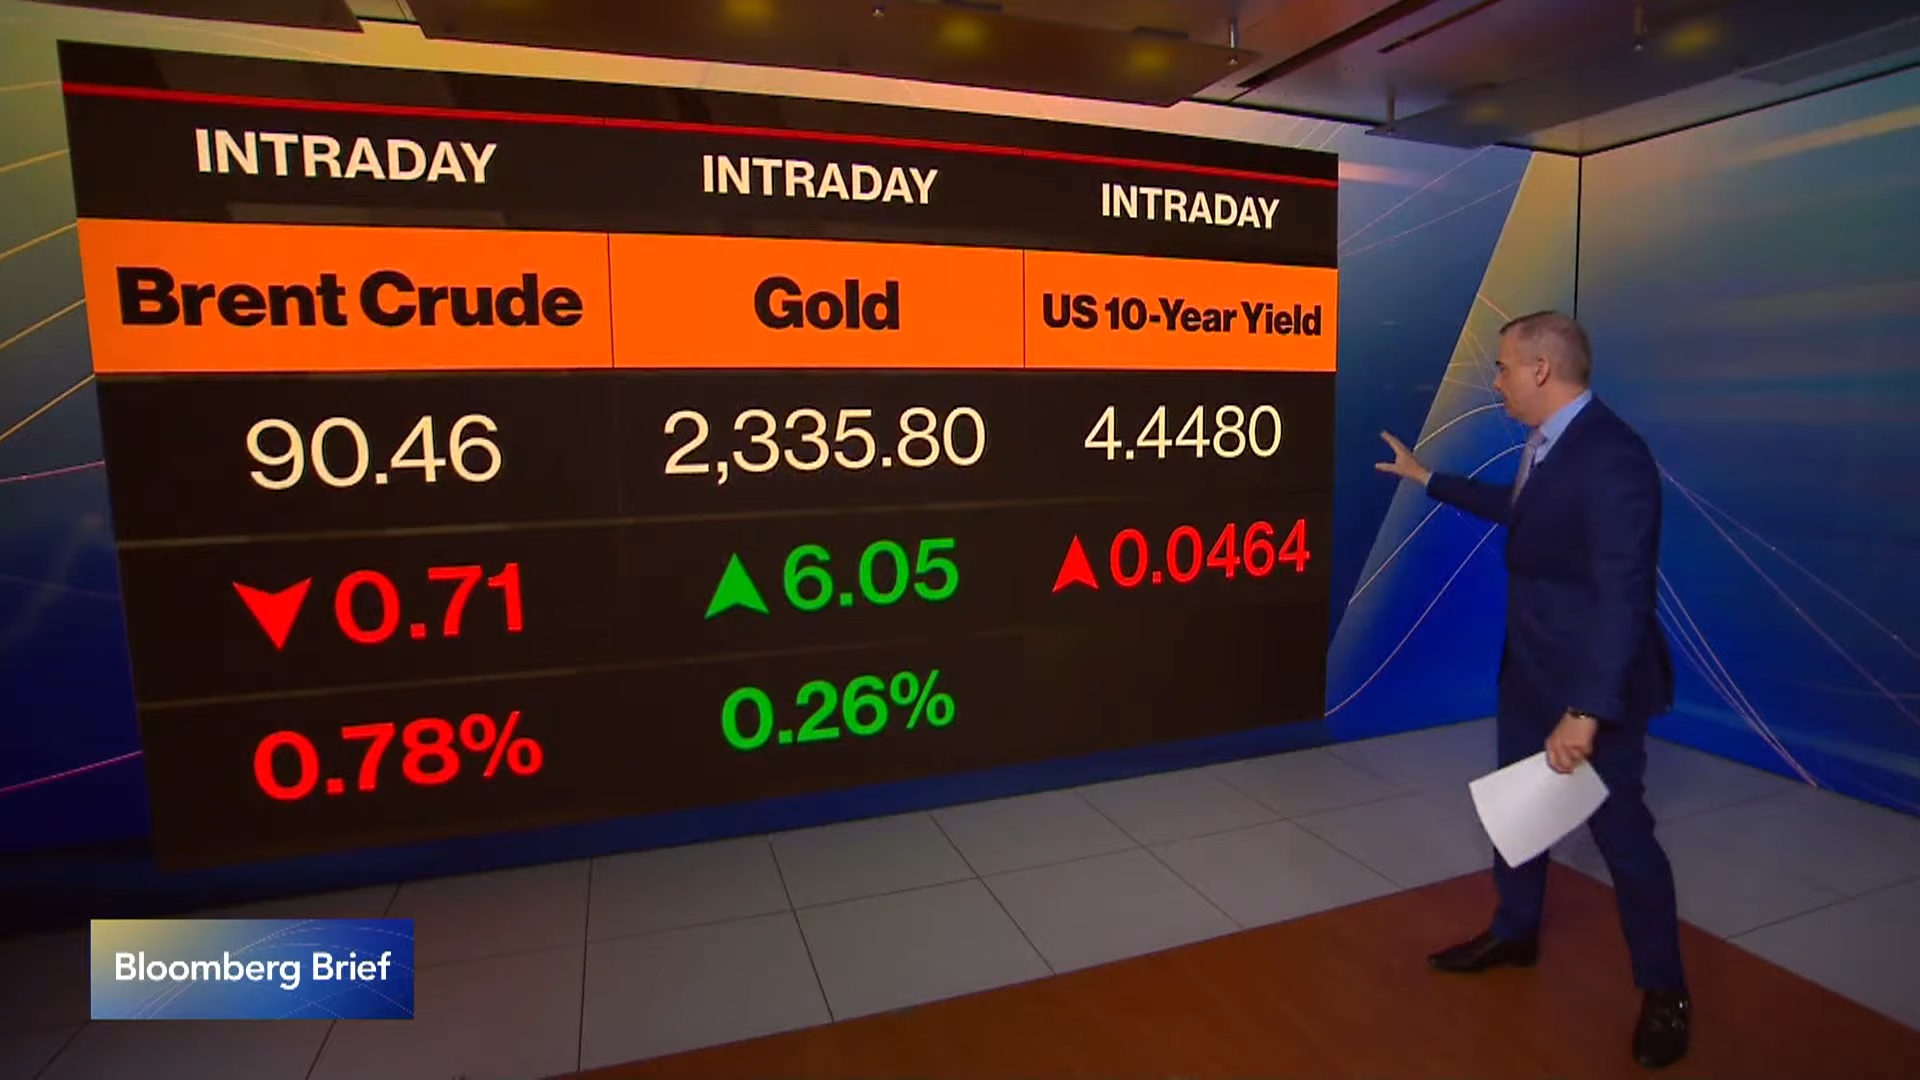 INTRADAY INTRADAY INTRADAY
Brent Crude Gold US 10-Year Yield
90.46 2,335.80 4.4480
▼0.71 ▲6.05 ▲0.0464
0.78% 0.26%
Bloomberg Brief